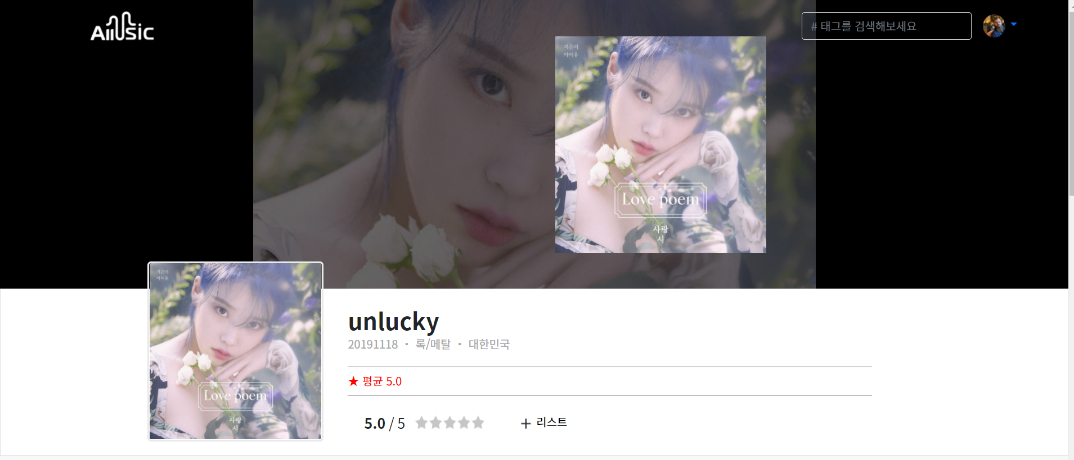 AiiUsic
# 태그를 검색해보세요
Love poem
사랑
시
unlucky
20191118 · 록/메탈 · 대한민국
★ 평균 5.0
5.0 / 5
+ 리스트
Love poem
사랑
시